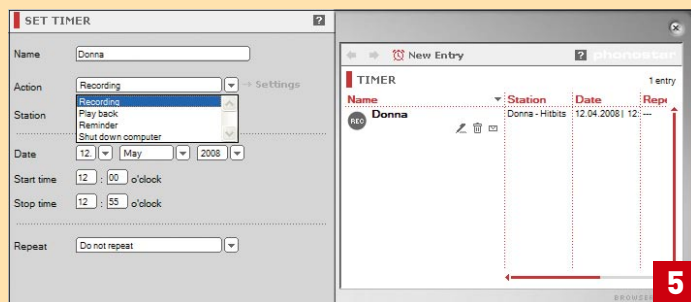 SET TIMER ?
Name Donna
Action Recording → Settings
Recording
Play back
Reminder
Shut down computer
Station
Date 12. May 2008
Start time 12 : 00 o'clock
Stop time 12 : 55 o'clock
Repeat Do not repeat
New Entry ? phonostar
TIMER 1 entry
Name Station Date Repe
REC Donna Donna - Hitbits 12.04.2008 | 12: ---
BROWSE
5